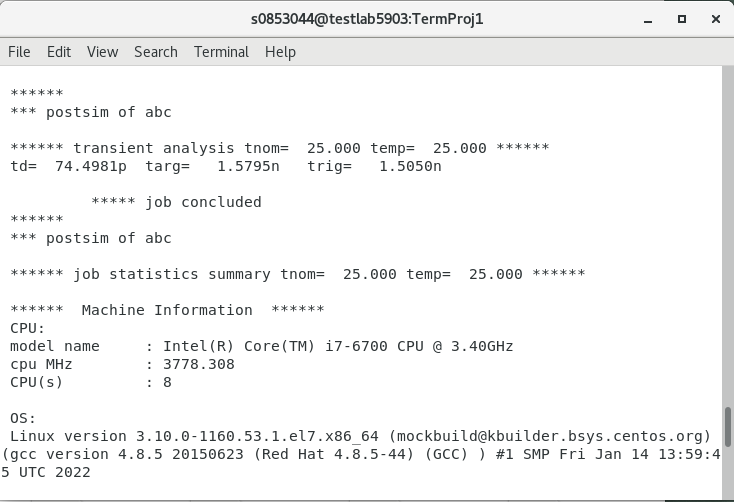 s0853044@testlab5903:TermProj1
File Edit View Search Terminal Help
******
*** postsim of abc
****** transient analysis tnom=  25.000 temp=  25.000 ******
td=  74.4981p  targ=   1.5795n   trig=   1.5050n
***** job concluded
******
*** postsim of abc
****** job statistics summary tnom=  25.000 temp=  25.000 ******
******  Machine Information  ******
CPU:
model name     : Intel(R) Core(TM) i7-6700 CPU @ 3.40GHz
cpu MHz        : 3778.308
CPU(s)         : 8
OS:
Linux version 3.10.0-1160.53.1.el7.x86_64 (mockbuild@kbuilder.bsys.centos.org)
(gcc version 4.8.5 20150623 (Red Hat 4.8.5-44) (GCC) ) #1 SMP Fri Jan 14 13:59:4
5 UTC 2022